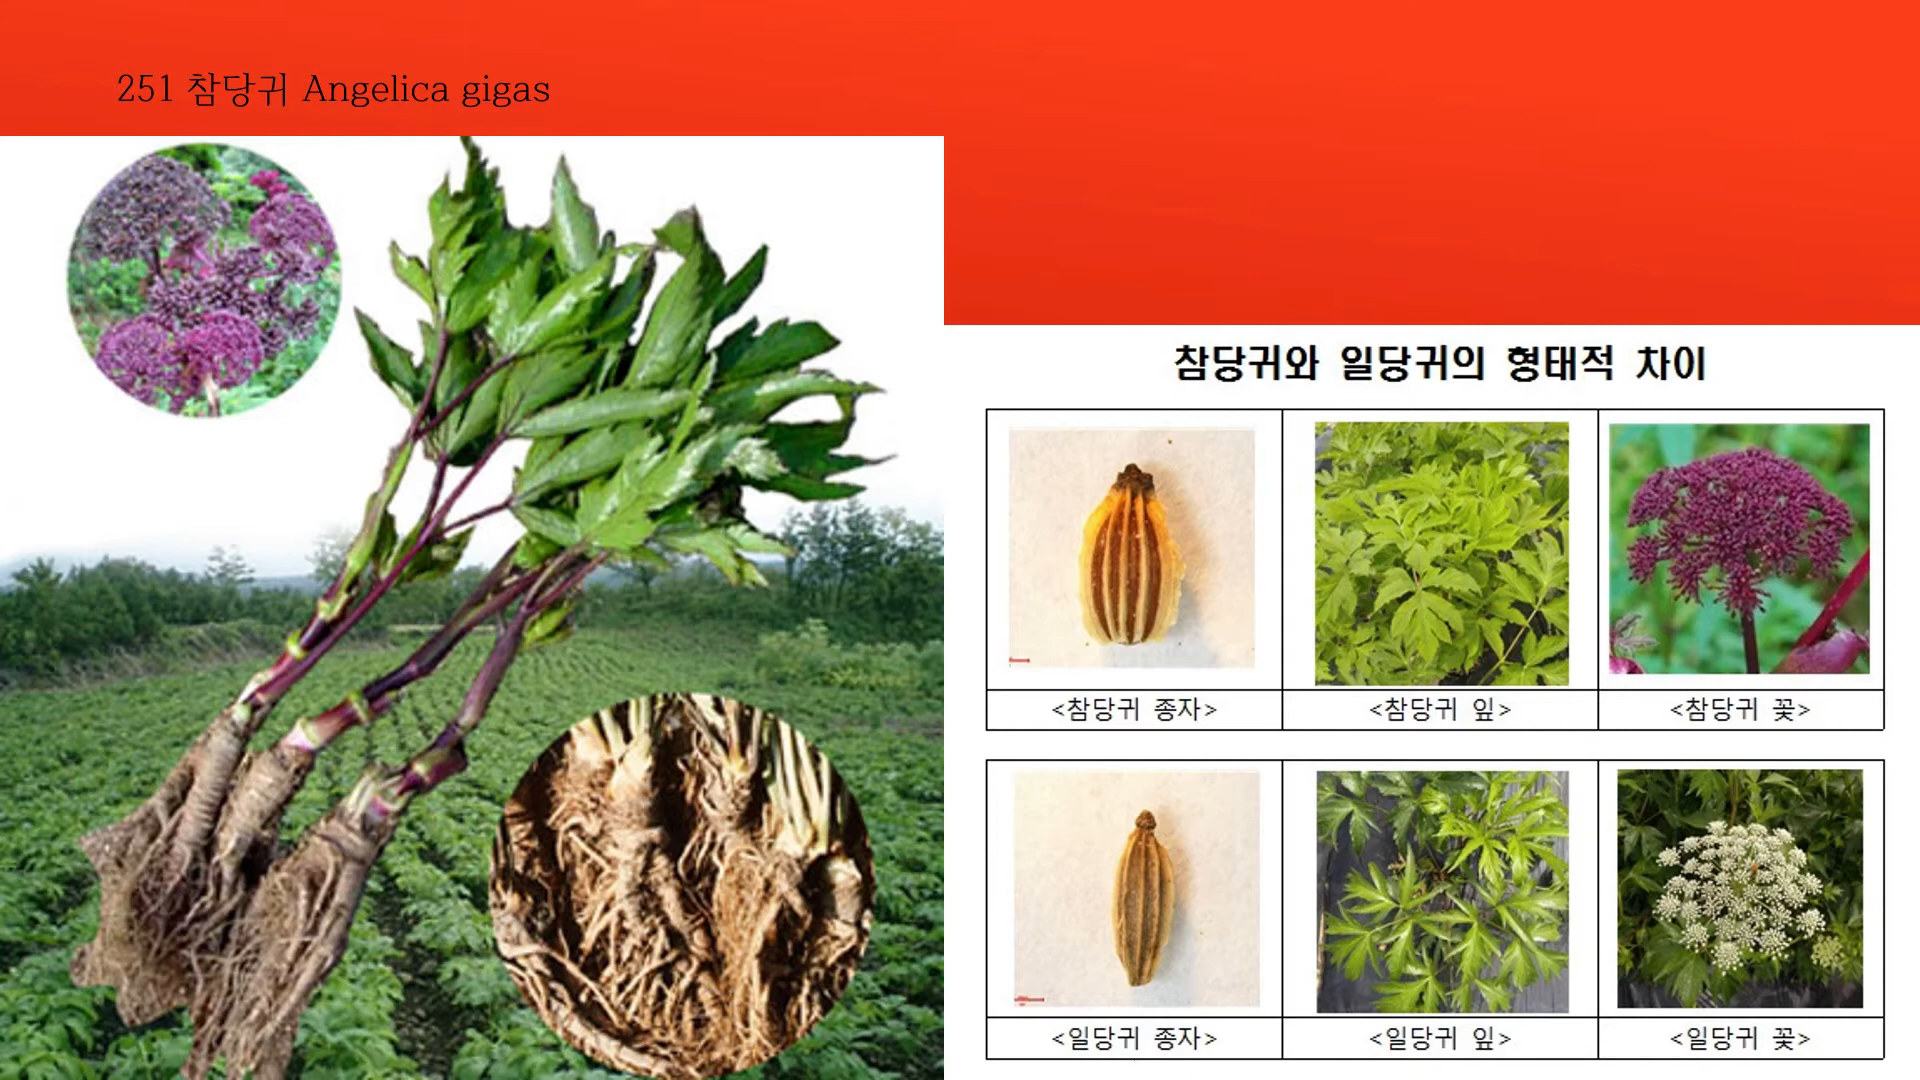 251 참당귀 Angelica gigas
참당귀와 일당귀의 형태적 차이
<참당귀 종자>
<참당귀 잎>
<참당귀 꽃>
<일당귀 종자>
<일당귀 잎>
<일당귀 꽃>